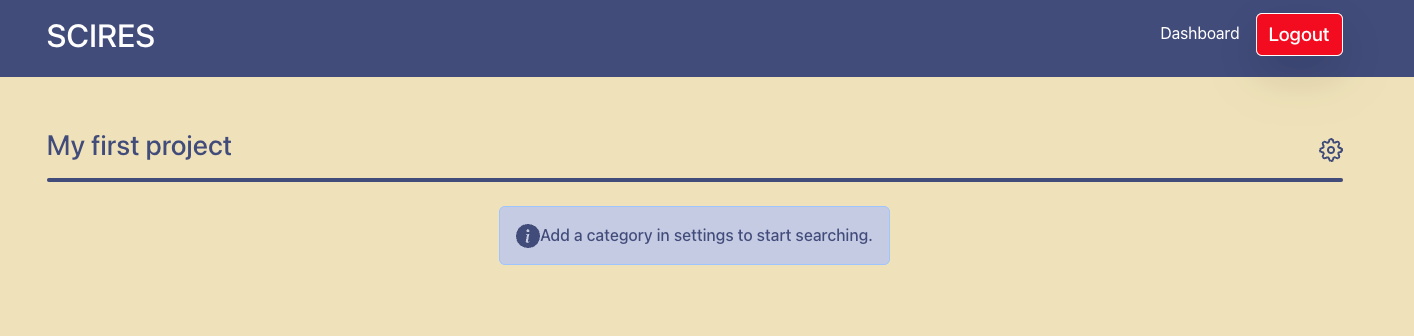 SCIRES
Dashboard
Logout
My first project
Add a category in settings to start searching.